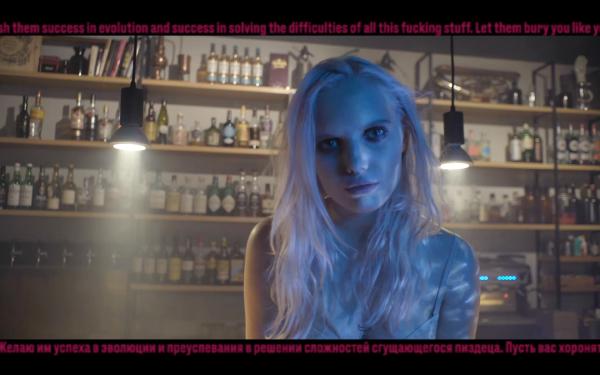 sh them success in evolution and success in solving the difficulties of all this fucking stuff. Let them bury you like
Желаю им успеха в эволюции и преуспевания в решении сложностей сгущающегося пиздеца. Пусть вас хоронят